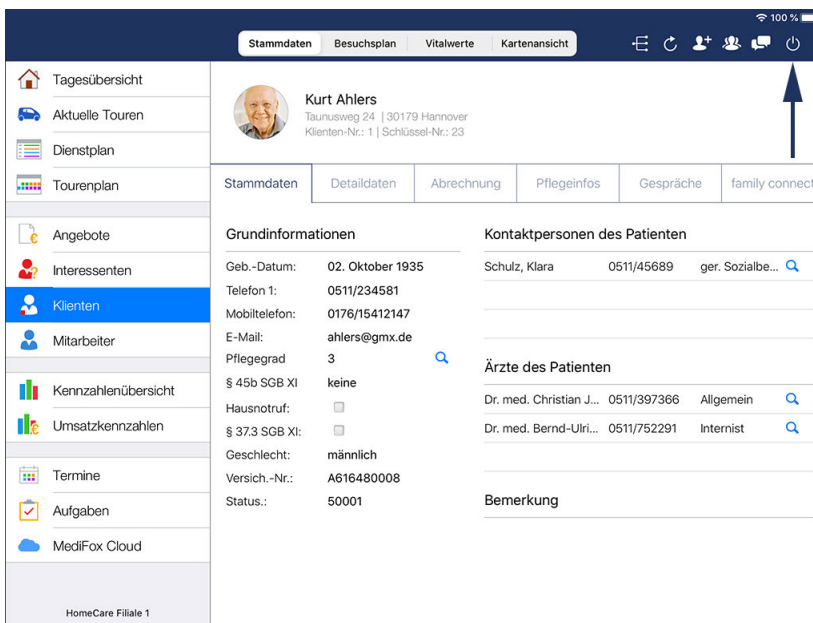 100 %
Stammdaten Besuchsplan Vitalwerte Kartenansicht
Tagesübersicht
Aktuelle Touren
Dienstplan
Tourenplan
Angebote
Interessenten
Klienten
Mitarbeiter
Kennzahlenübersicht
Umsatzkennzahlen
Termine
Aufgaben
MediFox Cloud
HomeCare Filiale 1
Kurt Ahlers
Taunusweg 24 | 30179 Hannover
Klienten-Nr.: 1 | Schlüssel-Nr.: 23
Stammdaten Detaildaten Abrechnung Pflegeinfos Gespräche family connect
Grundinformationen
Geb.-Datum: 02. Oktober 1935
Telefon 1: 0511/234581
Mobiltelefon: 0176/15412147
E-Mail: ahlers@gmx.de
Pflegegrad 3
§ 45b SGB XI keine
Hausnotruf:
§ 37.3 SGB XI:
Geschlecht: männlich
Versich.-Nr.: A616480008
Status.: 50001
Kontaktpersonen des Patienten
Schulz, Klara 0511/45689 ger. Sozialbe...
Ärzte des Patienten
Dr. med. Christian J... 0511/397366 Allgemein
Dr. med. Bernd-Ulri... 0511/752291 Internist
Bemerkung